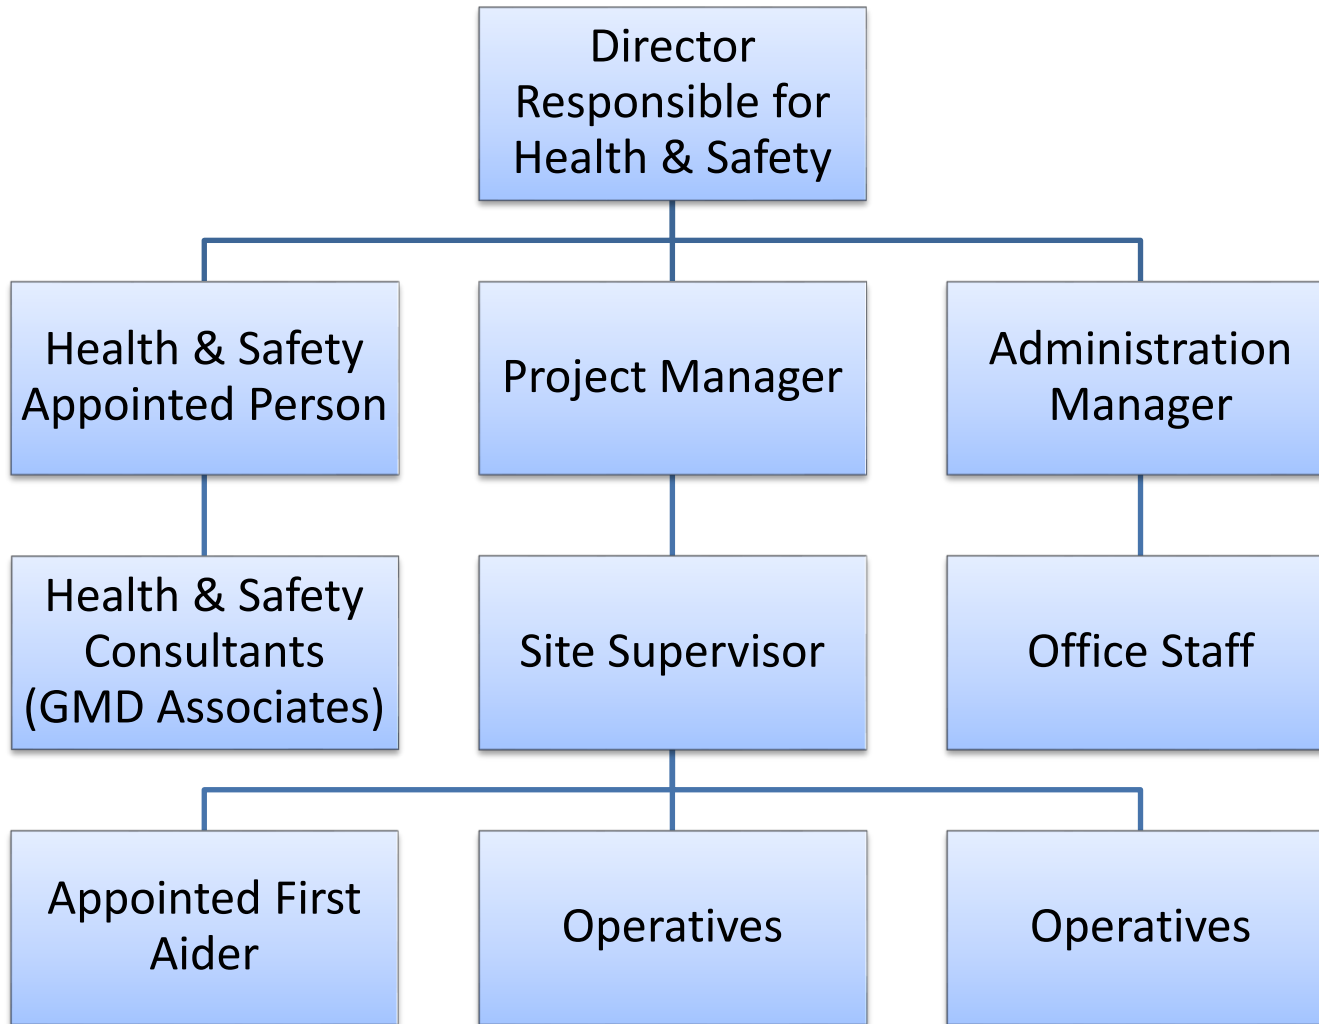 Director
Responsible for
Health & Safety
Health & Safety
Appointed Person
Project Manager
Administration
Manager
Health & Safety
Consultants
(GMD Associates)
Site Supervisor
Office Staff
Appointed First
Aider
Operatives
Operatives